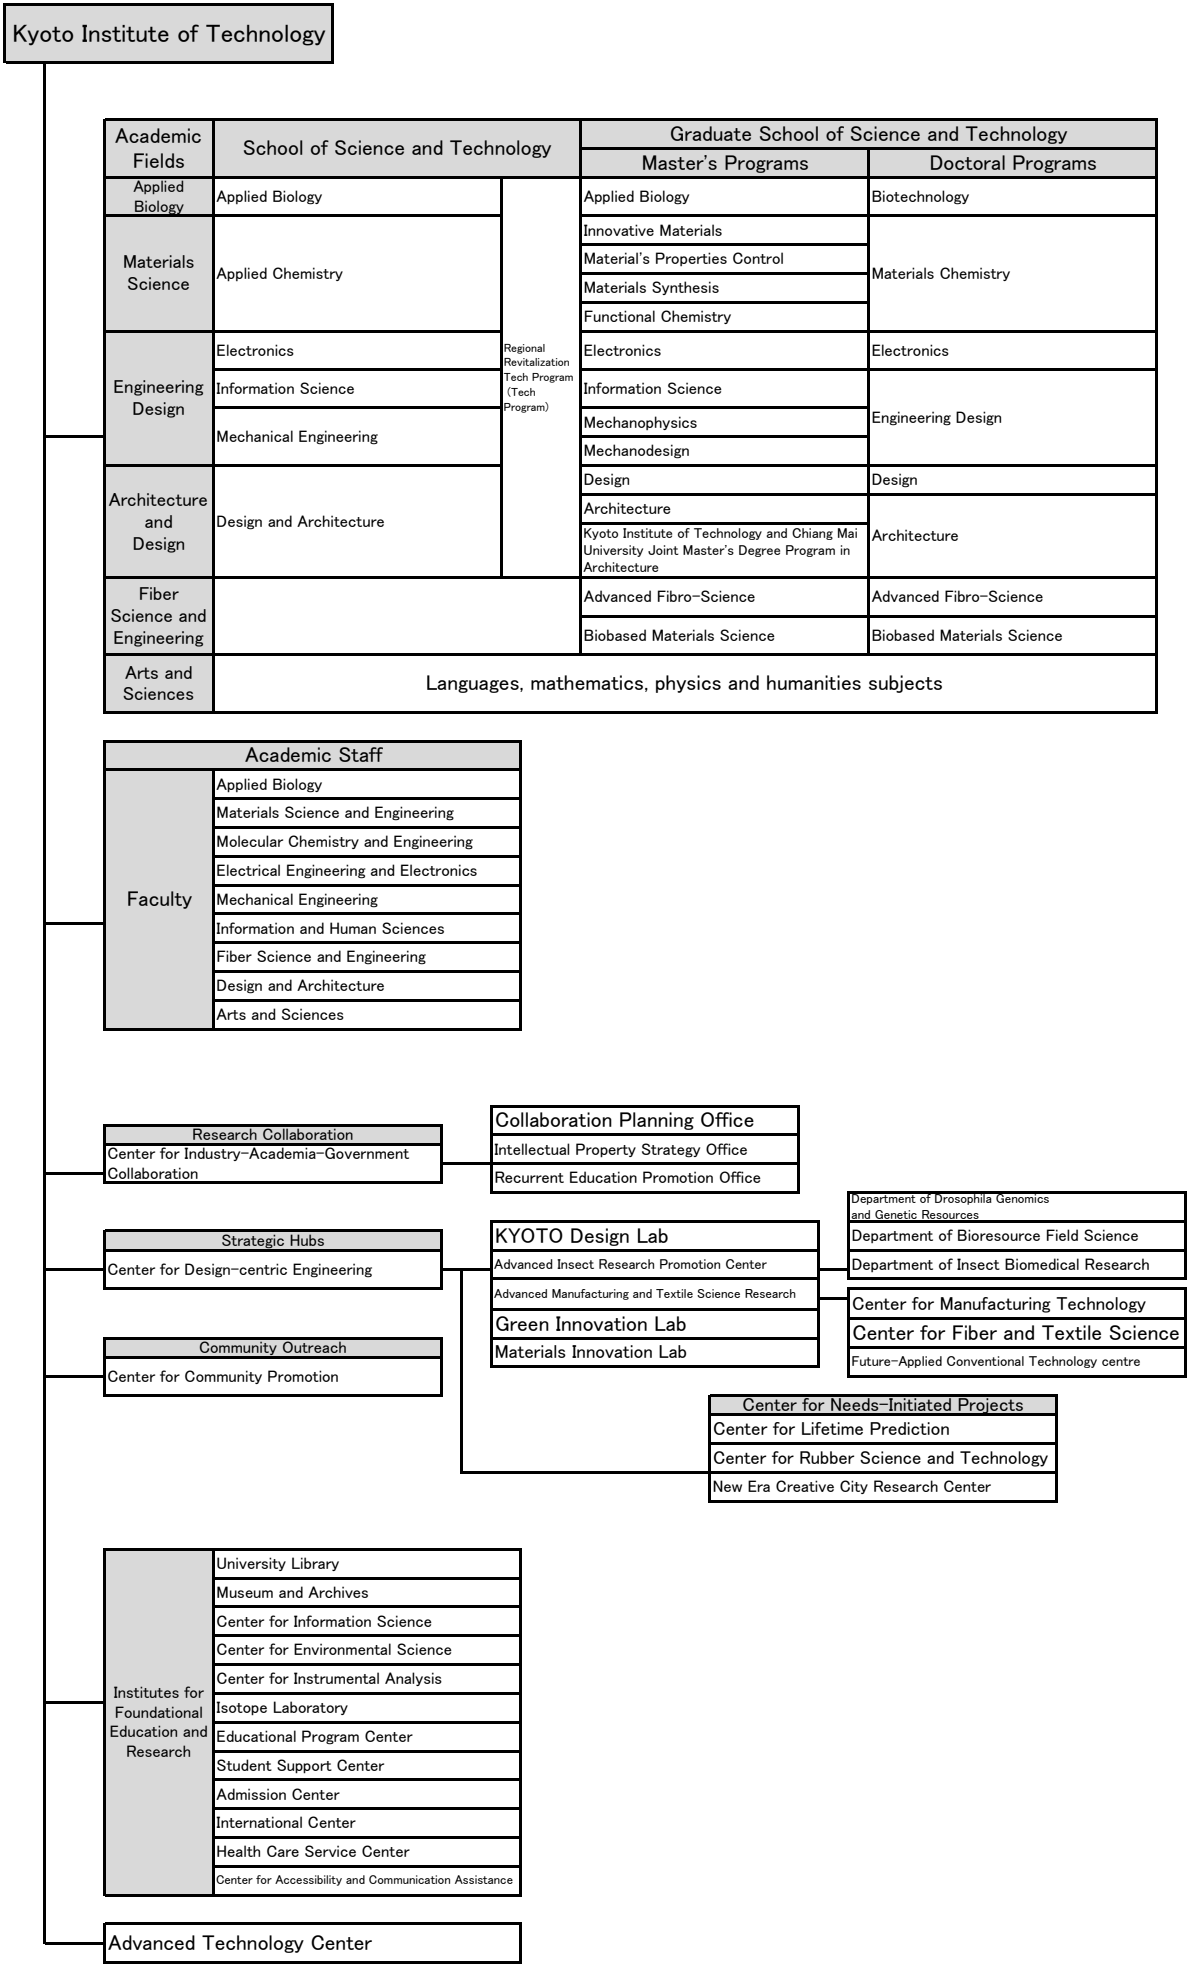 Kyoto Institute of Technology
Academic
Fields
School of Science and Technology
Graduate School of Science and Technology
Master's Programs
Doctoral Programs
Applied
Biology
Applied Biology
Regional
Revitalization
Tech Program
(Tech
Program)
Applied Biology
Biotechnology
Materials
Science
Applied Chemistry
Innovative Materials
Material's Properties Control
Materials Synthesis
Functional Chemistry
Materials Chemistry
Engineering
Design
Electronics
Electronics
Electronics
Information Science
Information Science
Engineering Design
Mechanical Engineering
Mechanophysics
Mechanodesign
Architecture
and
Design
Design and Architecture
Design
Design
Architecture
Kyoto Institute of Technology and Chiang Mai
University Joint Master's Degree Program in
Architecture
Architecture
Fiber
Science and
Engineering
Advanced Fibro-Science
Advanced Fibro-Science
Biobased Materials Science
Biobased Materials Science
Arts and
Sciences
Languages, mathematics, physics and humanities subjects
Academic Staff
Faculty
Applied Biology
Materials Science and Engineering
Molecular Chemistry and Engineering
Electrical Engineering and Electronics
Mechanical Engineering
Information and Human Sciences
Fiber Science and Engineering
Design and Architecture
Arts and Sciences
Research Collaboration
Center for Industry-Academia-Government
Collaboration
Collaboration Planning Office
Intellectual Property Strategy Office
Recurrent Education Promotion Office
Strategic Hubs
Center for Design-centric Engineering
KYOTO Design Lab
Advanced Insect Research Promotion Center
Advanced Manufacturing and Textile Science Research
Green Innovation Lab
Materials Innovation Lab
Department of Drosophila Genomics
and Genetic Resources
Department of Bioresource Field Science
Department of Insect Biomedical Research
Center for Manufacturing Technology
Center for Fiber and Textile Science
Future-Applied Conventional Technology centre
Community Outreach
Center for Community Promotion
Center for Needs-Initiated Projects
Center for Lifetime Prediction
Center for Rubber Science and Technology
New Era Creative City Research Center
Institutes for
Foundational
Education and
Research
University Library
Museum and Archives
Center for Information Science
Center for Environmental Science
Center for Instrumental Analysis
Isotope Laboratory
Educational Program Center
Student Support Center
Admission Center
International Center
Health Care Service Center
Center for Accessibility and Communication Assistance
Advanced Technology Center